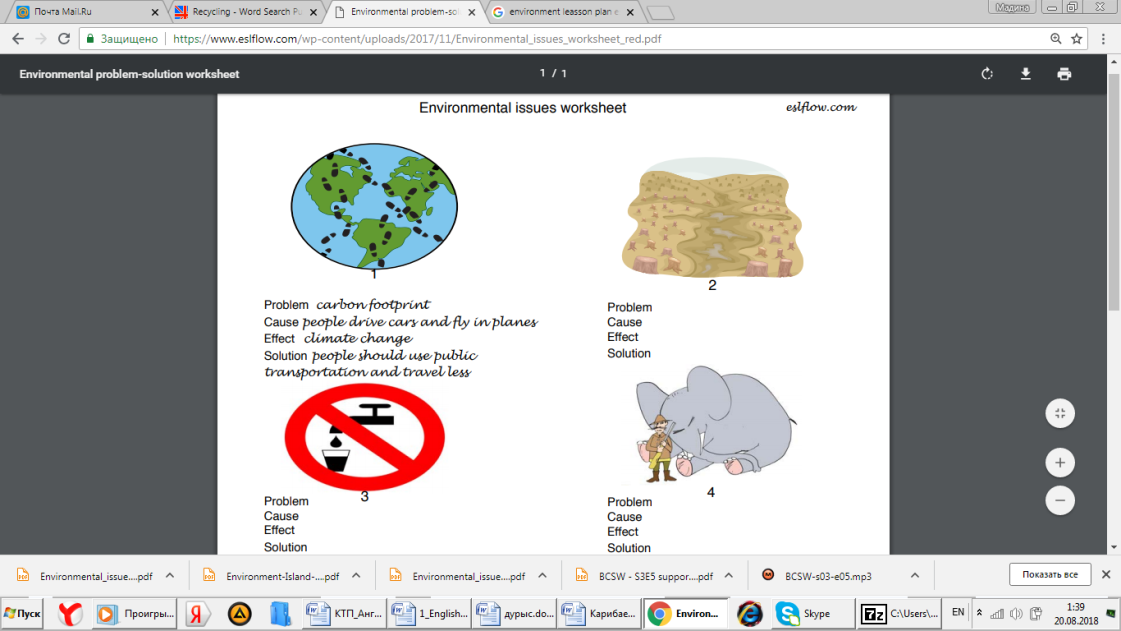 Почта Mail.Ru
Recycling - Word Search Pu
Environmental problem-sol
environment leasson plan e
Мадина
Защищено
https://www.eslflow.com/wp-content/uploads/2017/11/Environmental_issues_worksheet_red.pdf
Environmental problem-solution worksheet
1 / 1
Environmental issues worksheet
eslflow.com
1
Problem carbon footprint
Cause people drive cars and fly in planes
Effect climate change
Solution people should use public
transportation and travel less
2
Problem
Cause
Effect
Solution
3
Problem
Cause
Effect
Solution
4
Problem
Cause
Effect
Solution
Environmental_issue....pdf
Environment-Island-....pdf
Environmental_issue....pdf
BCSW - S3E5 suppor....pdf
BCSW-s03-e05.mp3
Показать все
Пуск
Проигры...
КТП_Анг...
1_English...
дурыс.do...
Карибае...
Environ...
Skype
C:\Users\...
EN
1:39
20.08.2018